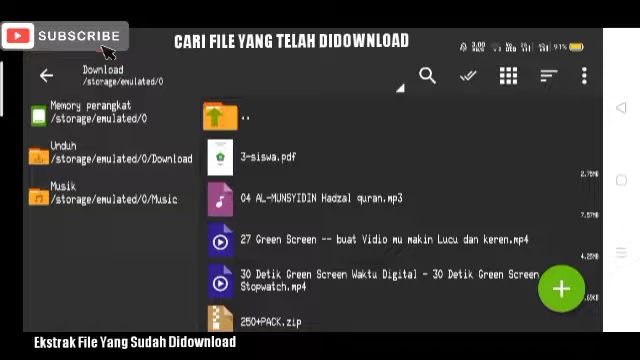 SUBSCRIBE
CARI FILE YANG TELAH DIDOWNLOAD
3.00
91%
Download
/storage/emulated/0
Memory perangkat
/storage/emulated/0
Unduh
/storage/emulated/0/Download
Musik
/storage/emulated/0/Music
..
3-siswa.pdf
04 AL-MUNSYIDIN Hadzal quran.mp3
27 Green Screen -- buat Vidio mu makin Lucu dan keren.mp4
30 Detik Green Screen Waktu Digital - 30 Detik Green Screen
Stopwatch.mp4
250+PACK.zip
Ekstrak File Yang Sudah Didownload